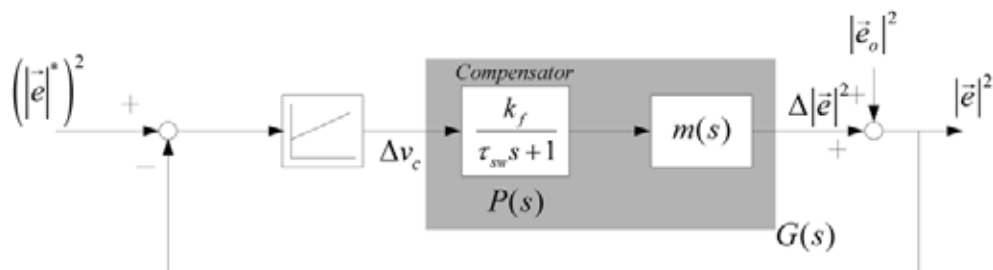 (|e⃗|*)²
+
−
Δv_c
Compensator
k_f
τ_sw s + 1
P(s)
m(s)
G(s)
Δ|e⃗|²
+
+
|e⃗_o|²
|e⃗|²